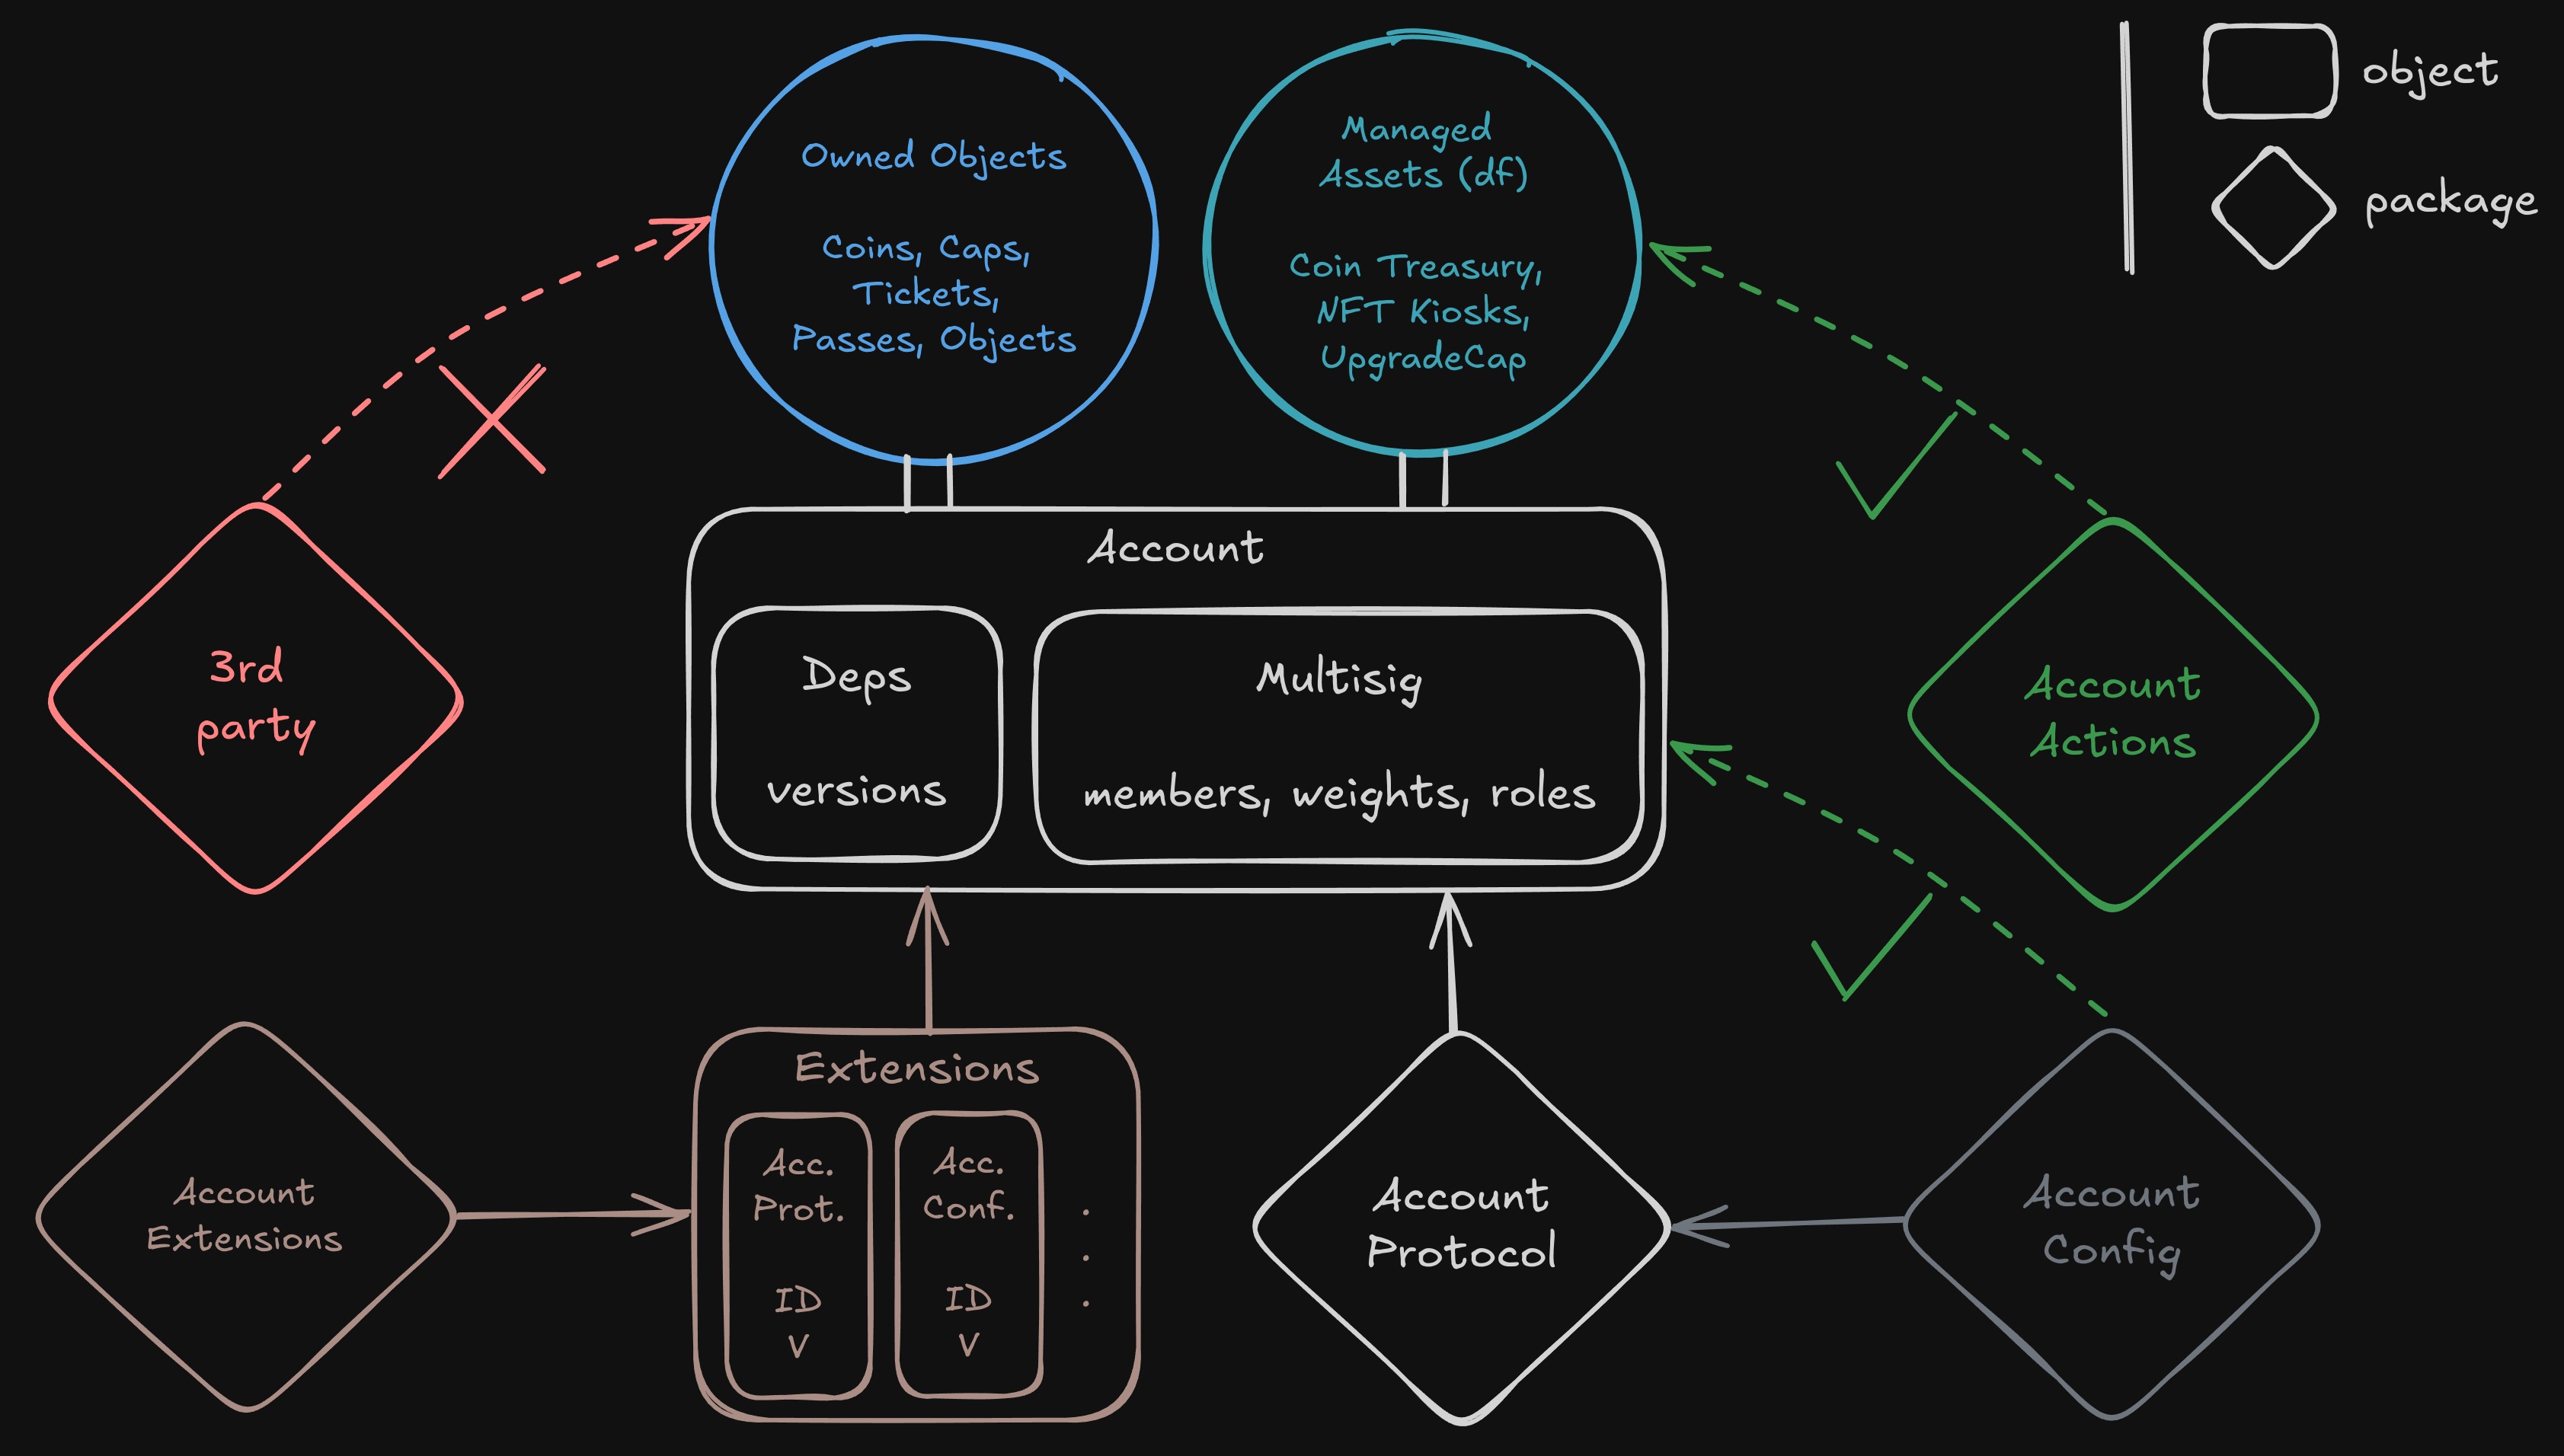 Owned Objects
Coins, Caps,
Tickets,
Passes, Objects
Managed
Assets (df)
Coin Treasury,
NFT Kiosks,
UpgradeCap
object
package
3rd
party
Account
Deps
versions
Multisig
members, weights, roles
Account
Actions
Account
Extensions
Extensions
Acc.
Prot.
ID
V
Acc.
Conf.
ID
V
.
.
.
Account
Protocol
Account
Config